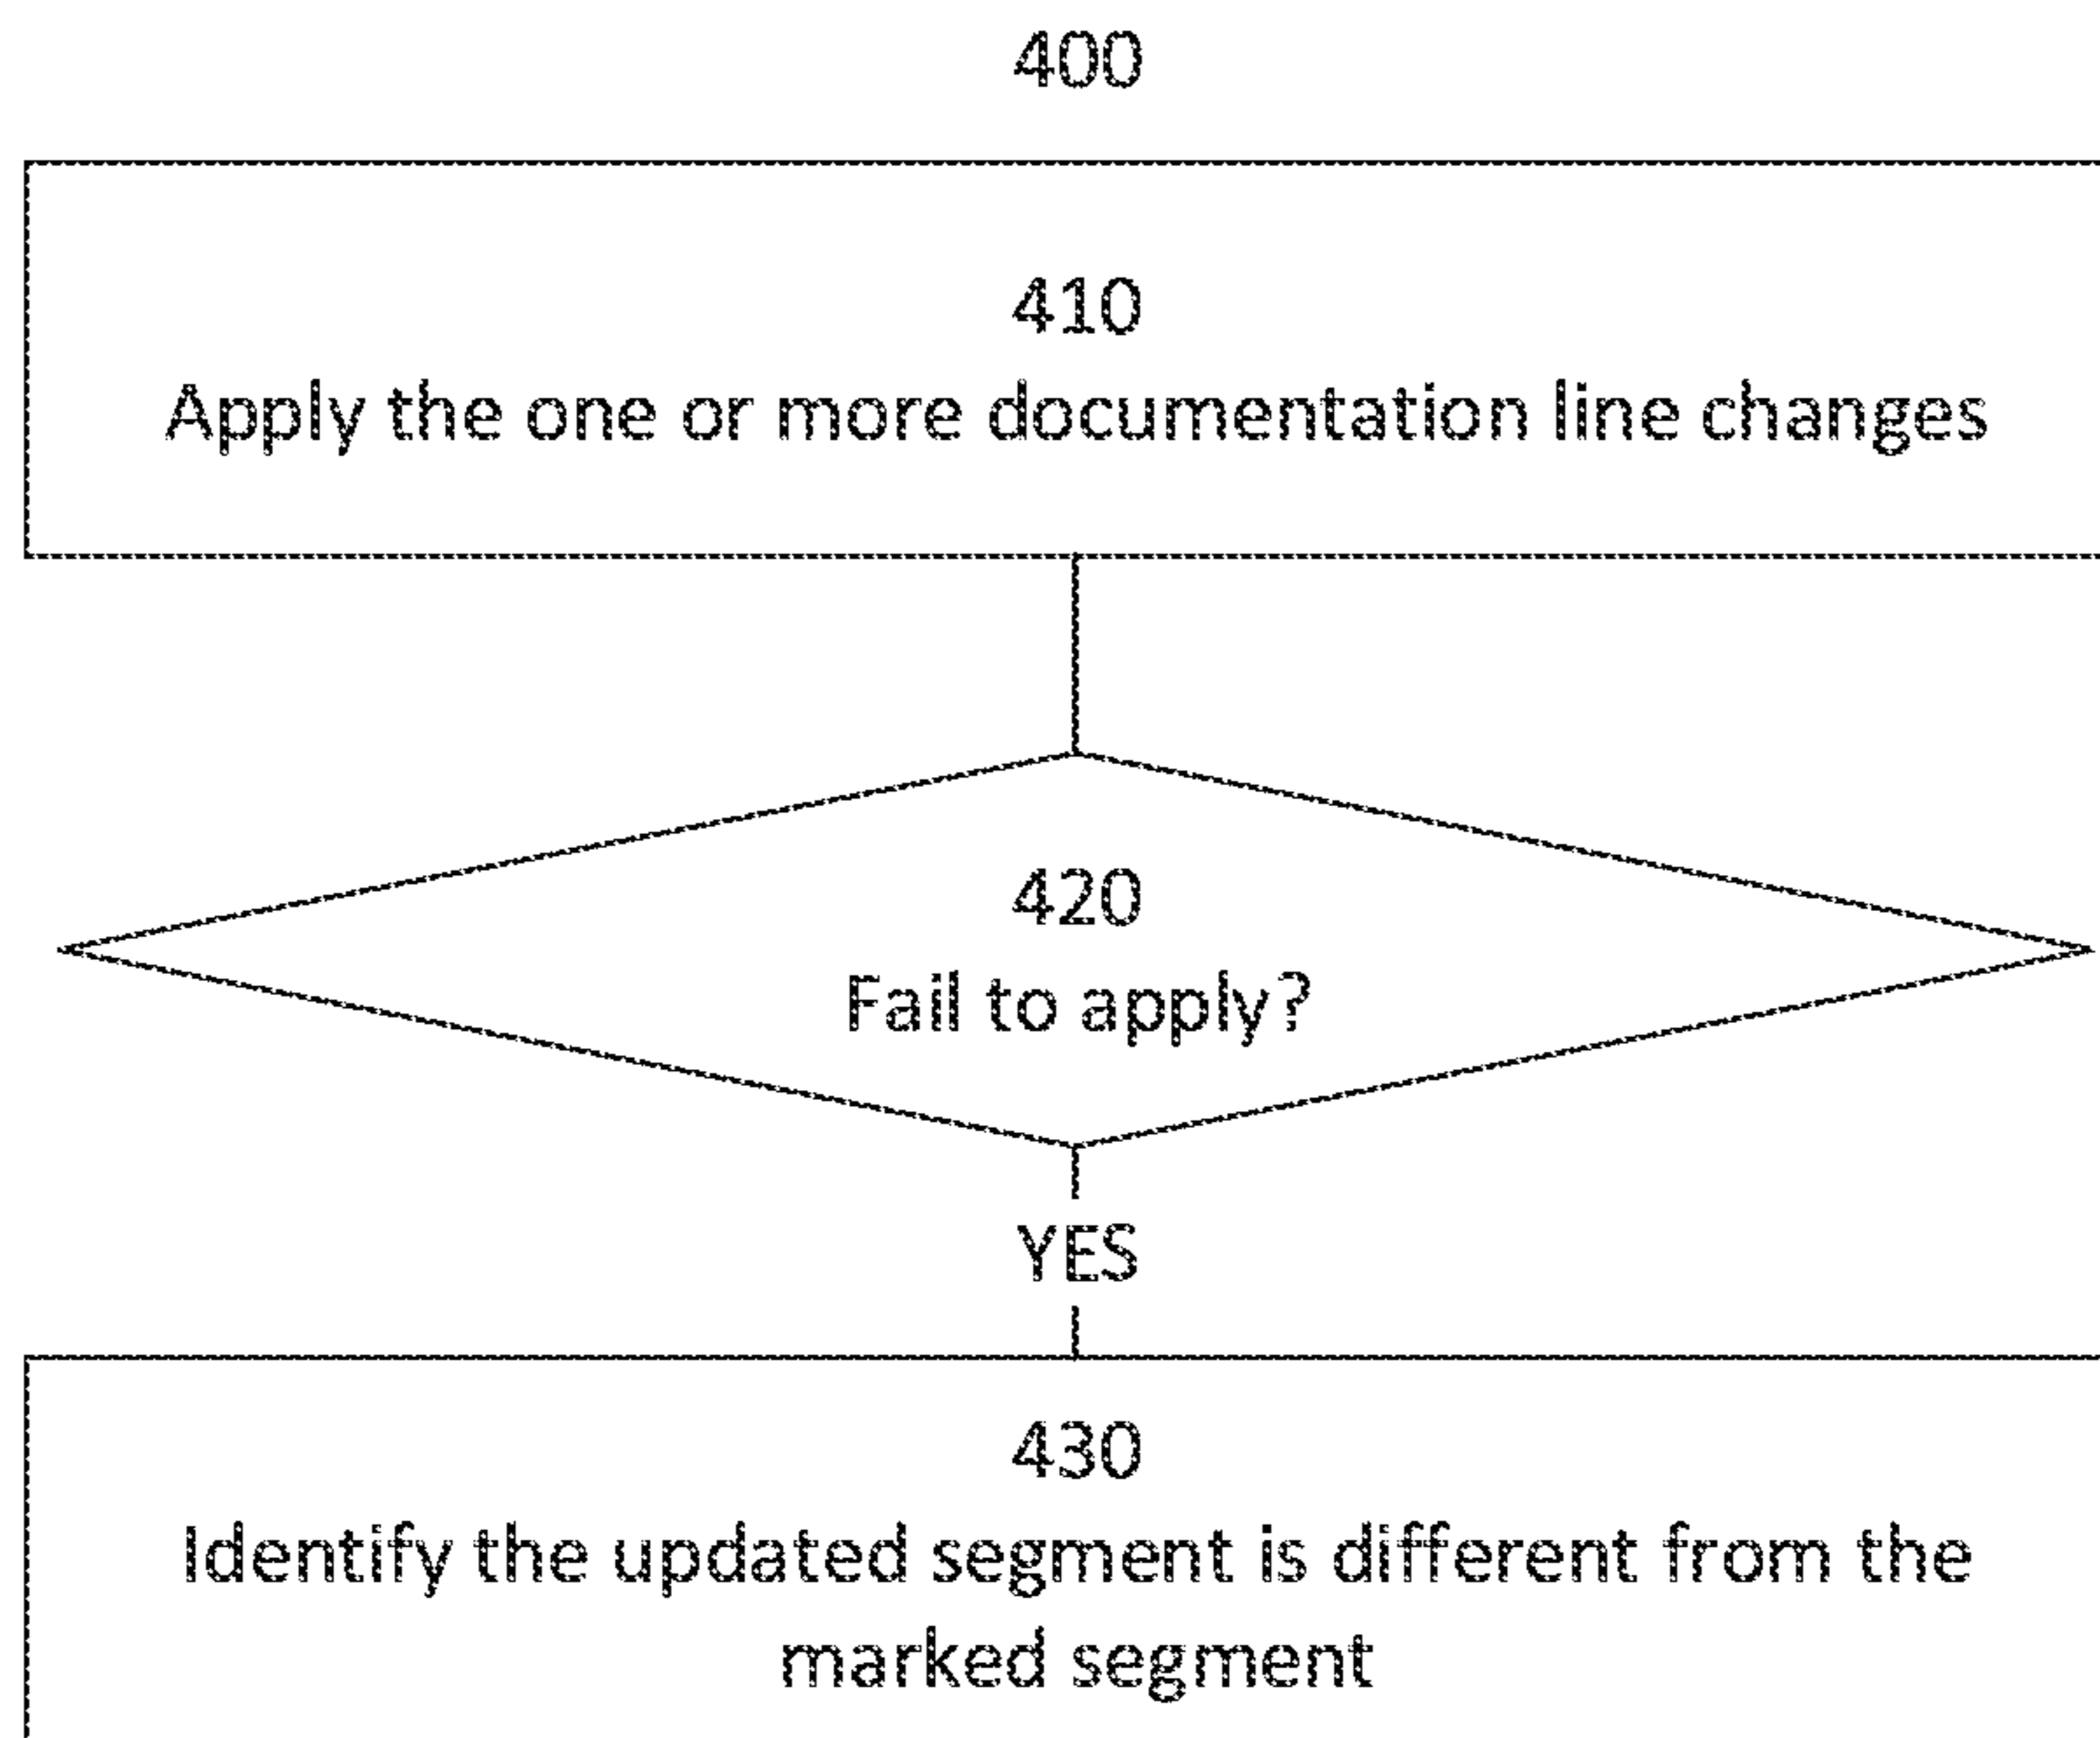 400
410
Apply the one or more documentation line changes
420
Fail to apply?
YES
430
Identify the updated segment is different from the
marked segment